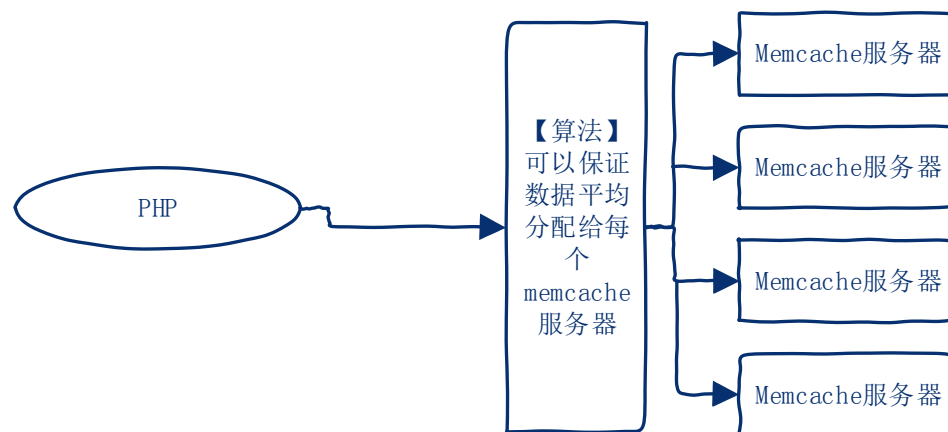 PHP
【算法】
可以保证
数据平均
分配给每
个
memcache
服务器
Memcache服务器
Memcache服务器
Memcache服务器
Memcache服务器